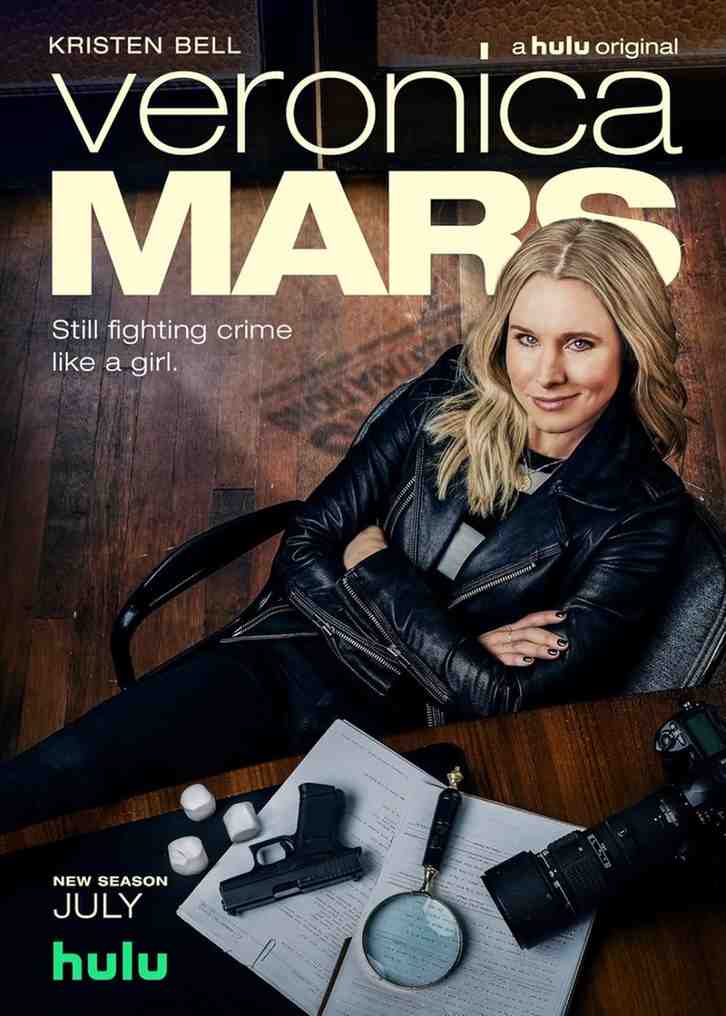 KRISTEN BELL
a hulu original
veronica
MARS
Still fighting crime
like a girl.
NEW SEASON
JULY
hulu